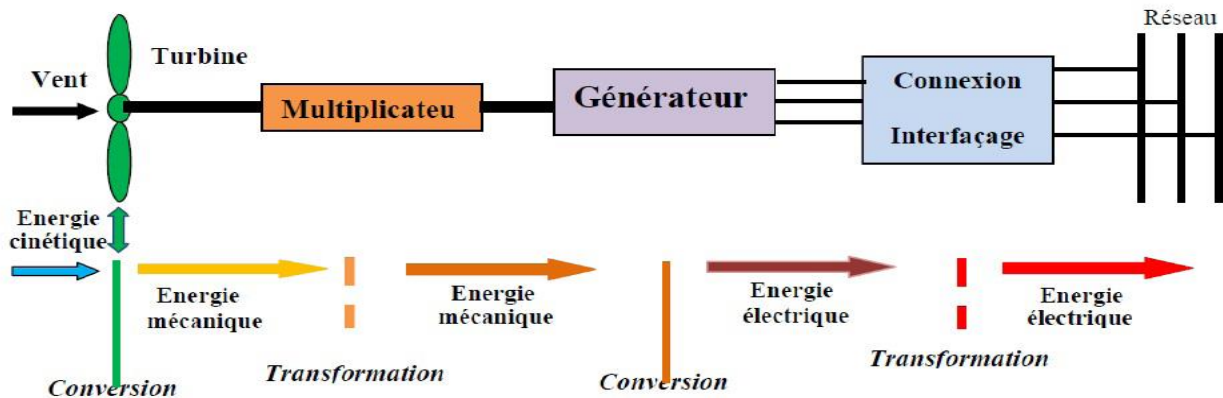 Réseau
Vent
Turbine
Multiplicateu
Générateur
Connexion
Interfaçage
Energie
cinétique
Energie
mécanique
Energie
mécanique
Energie
électrique
Energie
électrique
Conversion
Transformation
Conversion
Transformation